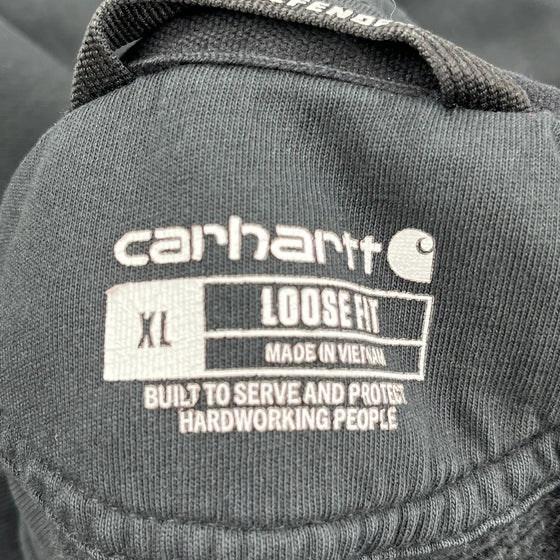 carhartt
XL
LOOSE FIT
MADE IN VIETNAM
BUILT TO SERVE AND PROTECT
HARDWORKING PEOPLE